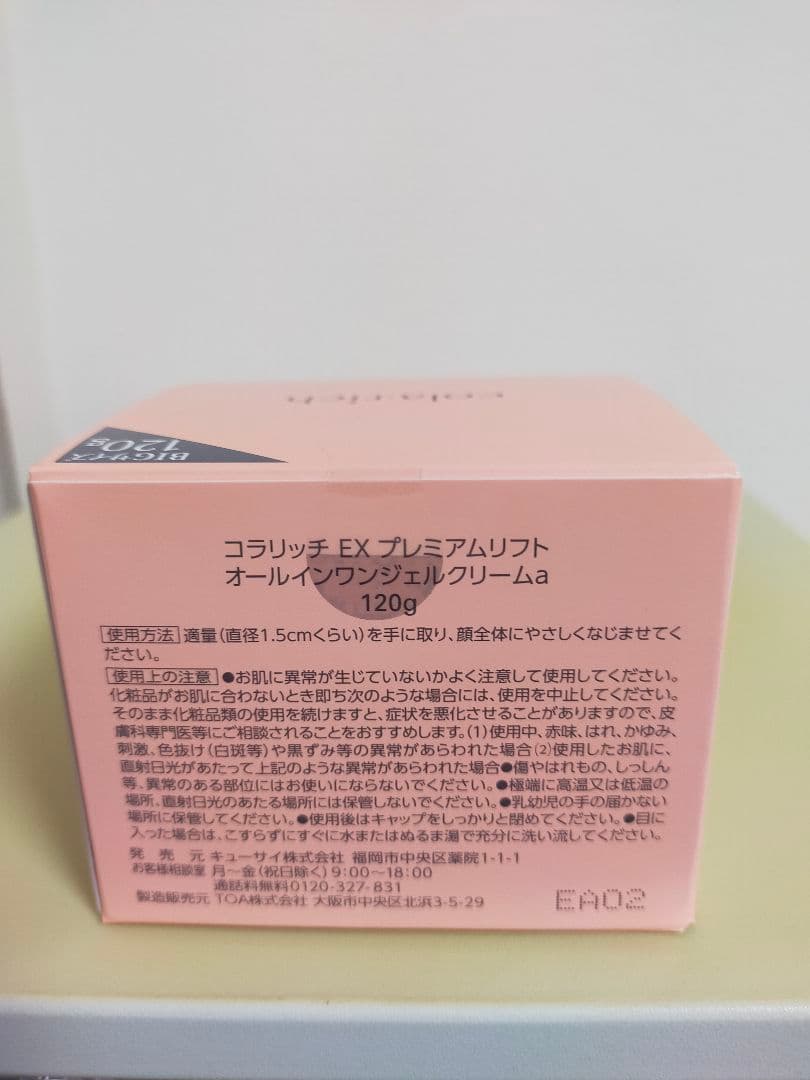 cola.rich
BIGサイズ
120g
コラリッチ EX プレミアムリフト
オールインワンジェルクリームa
120g
使用方法 適量(直径1.5cmくらい)を手に取り、顔全体にやさしくなじませてく
ださい。
使用上の注意 ●お肌に異常が生じていないかよく注意して使用してください。
化粧品がお肌に合わないとき即ち次のような場合には、使用を中止してください。
そのまま化粧品類の使用を続けますと、症状を悪化させることがありますので、皮
膚科専門医等にご相談されることをおすすめします。(1)使用中、赤味、はれ、かゆみ、
刺激、色抜け(白斑等)や黒ずみ等の異常があらわれた場合(2)使用したお肌に、
直射日光があたって上記のような異常があらわれた場合●傷やはれもの、しっしん
等、異常のある部位にはお使いにならないでください。●極端に高温又は低温の
場所、直射日光のあたる場所には保管しないでください。●乳幼児の手の届かない
場所に保管してください。●使用後はキャップをしっかりと閉めてください。●目に
入った場合は、こすらずにすぐに水またはぬるま湯で充分に洗い流してください。
発売元 キューサイ株式会社 福岡市中央区薬院1-1-1
お客様相談室 月〜金(祝日除く)9:00〜18:00
通話料無料0120-327-831
製造販売元 TOA株式会社 大阪市中央区北浜3-5-29
EA02